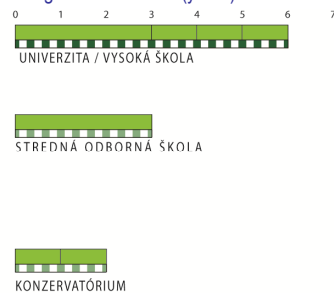 0 1 2 3 4 5 6 7
UNIVERZITA / VYSOKÁ ŠKOLA
STREDNÁ ODBORNÁ ŠKOLA
KONZERVATÓRIUM